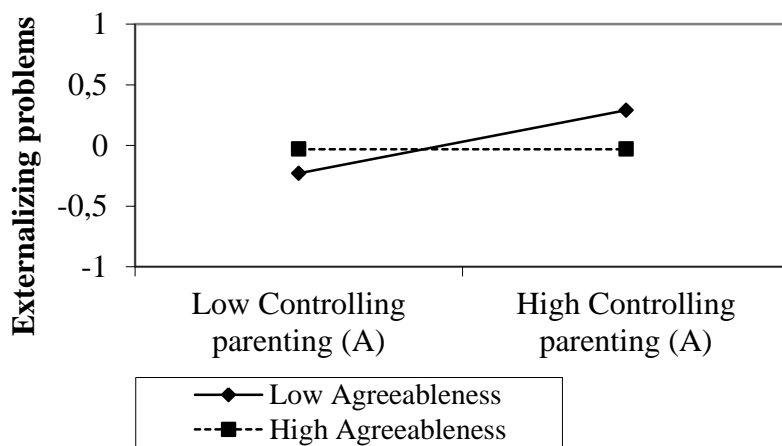 Externalizing problems
1
0,5
0
-0,5
-1
Low Controlling
parenting (A)
High Controlling
parenting (A)
Low Agreeableness
High Agreeableness